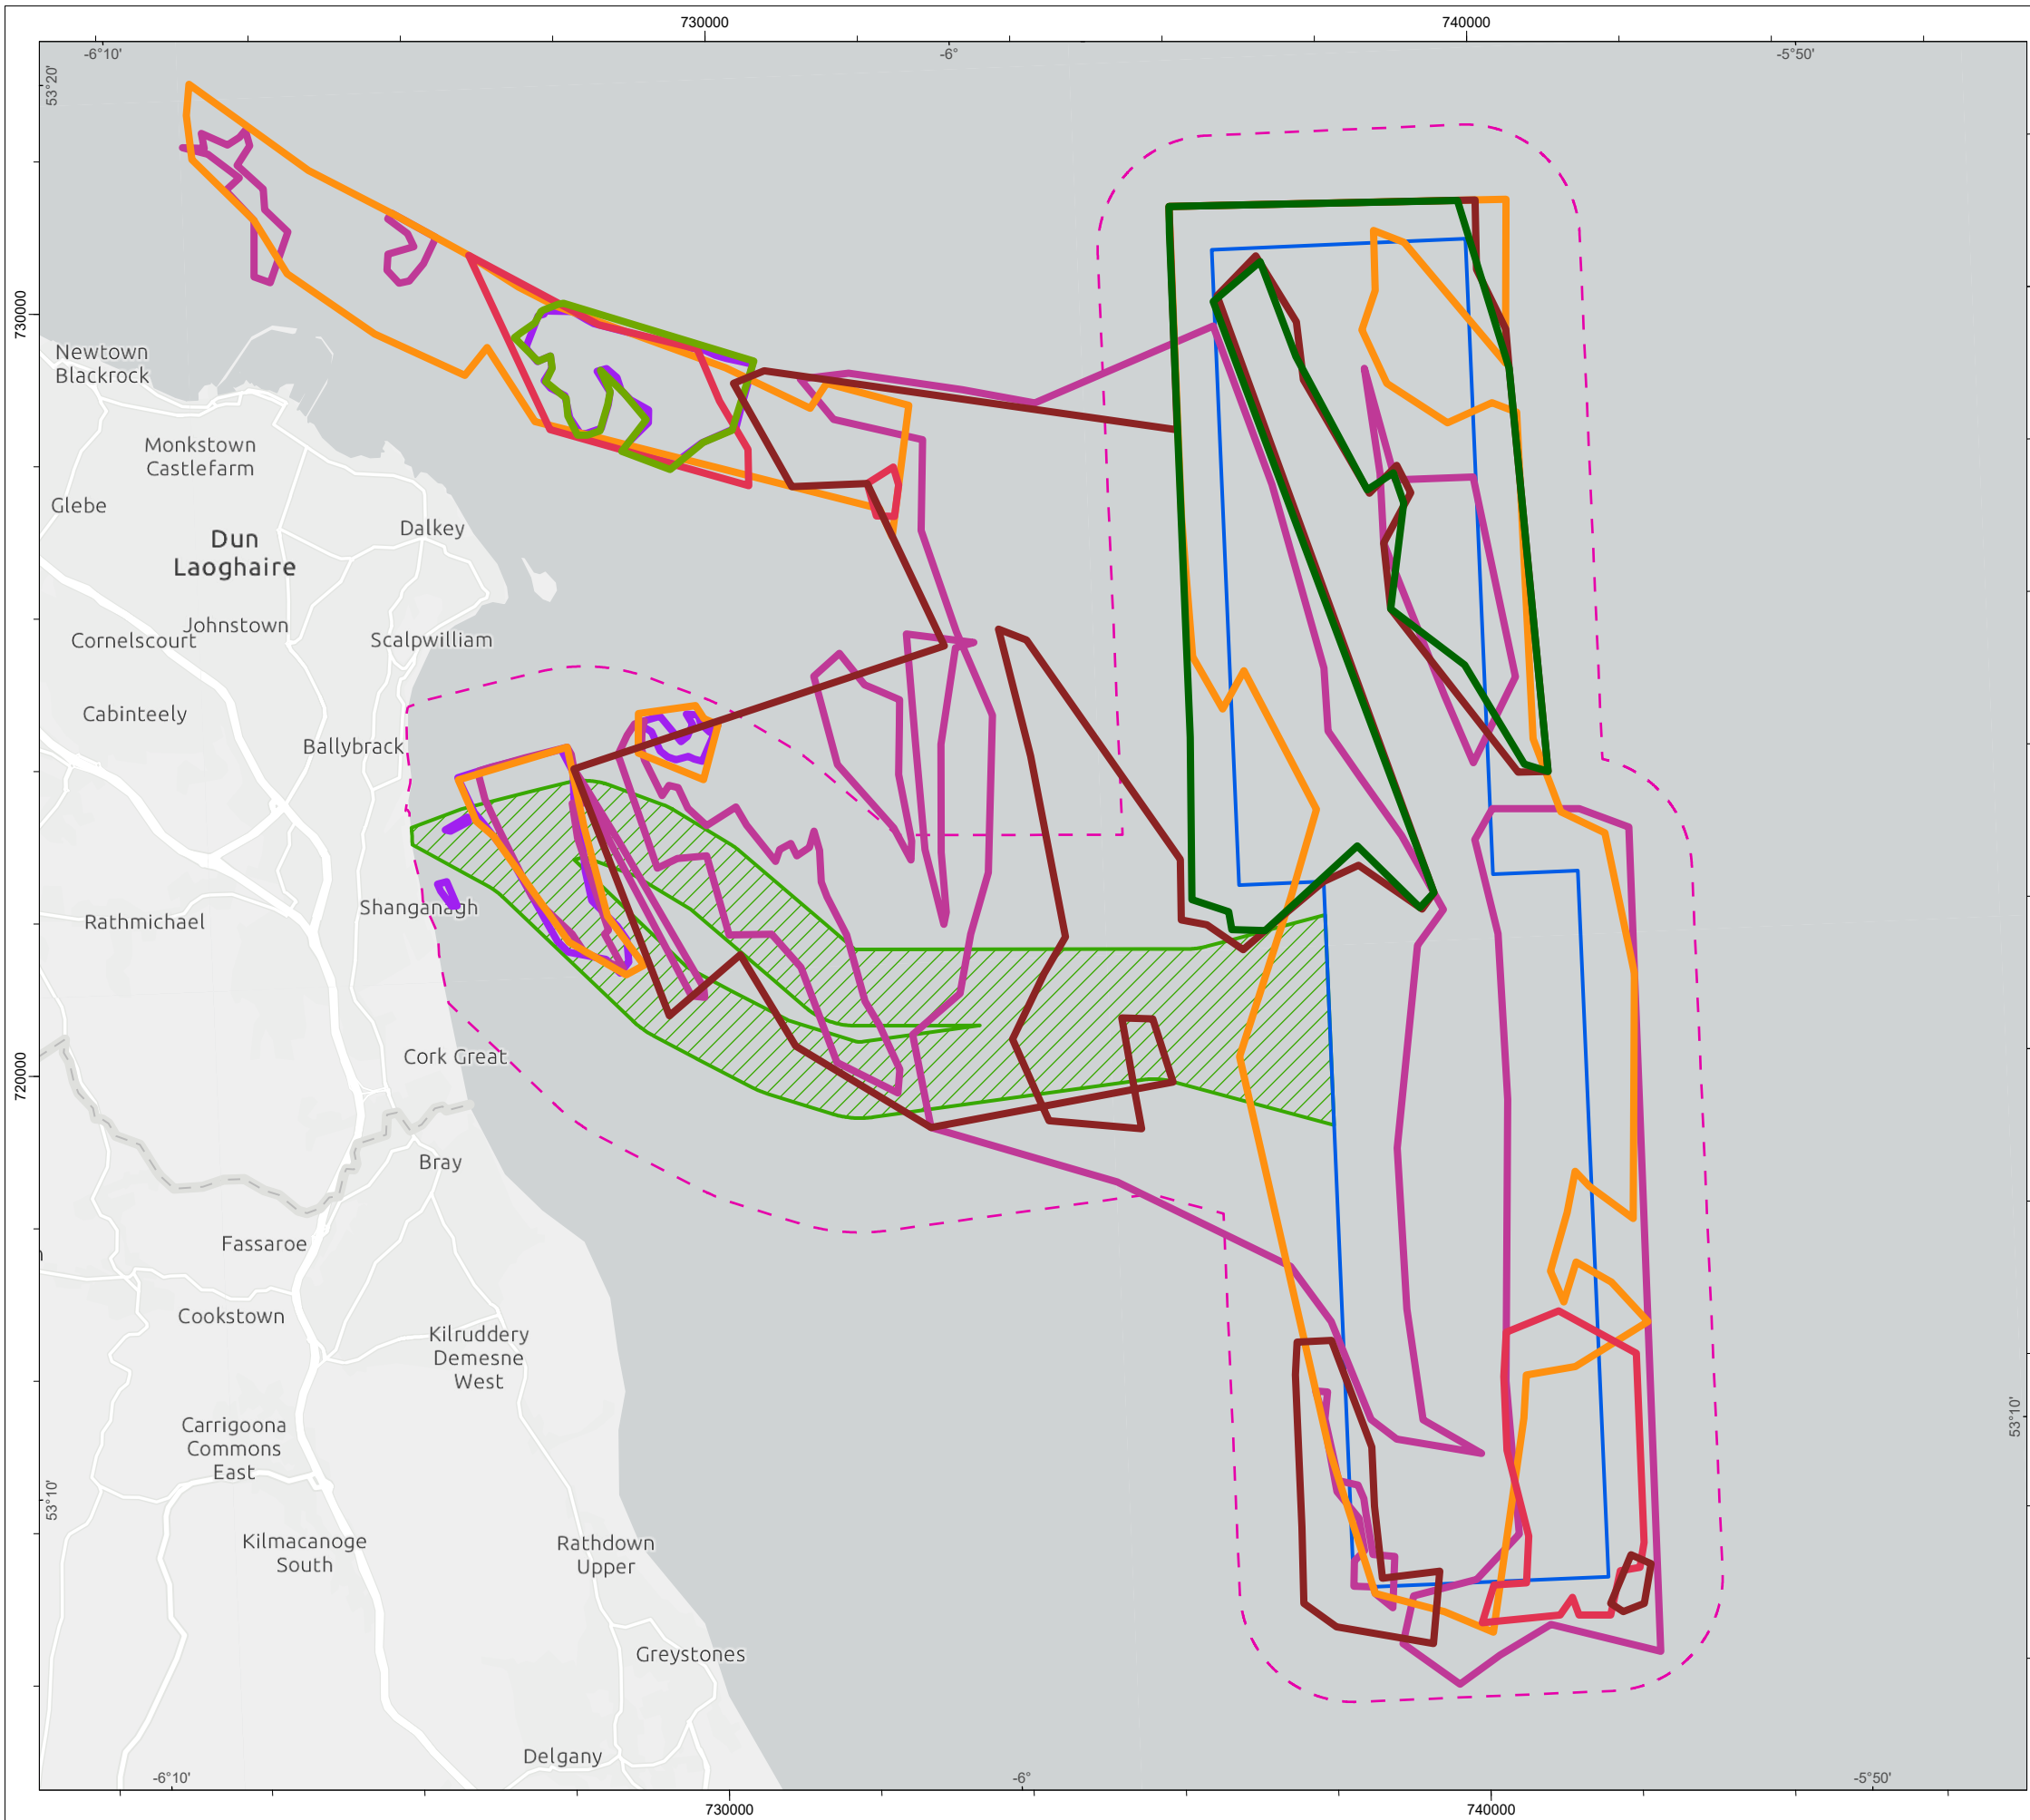 730000
740000
-6°10'
-6°
-5°50'
53°20'
730000
730000
Newtown
Blackrock
Monkstown
Castlefarm
Glebe
Dalkey
Dun
Laoghaire
Johnstown
Cornelscourt
Scalpwilliam
Cabinteely
Ballybrack
Shanganagh
Rathmichael
Cork Great
720000
720000
Bray
Fassaroe
Cookstown
Kilruddery
Demesne
West
Carrigoona
Commons
East
53°10'
53°10'
Kilmacanoge
South
Rathdown
Upper
Greystones
Delgany
-6°10'
-6°
-5°50'
730000
740000